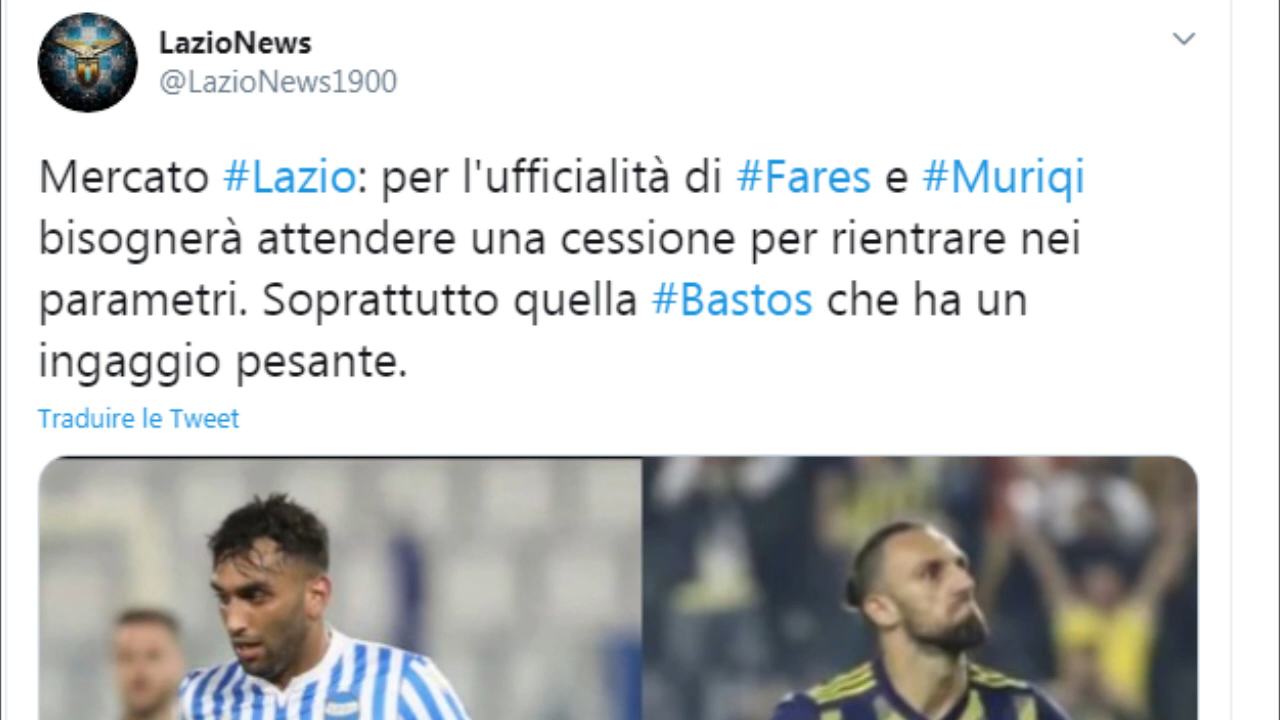 LazioNews
@LazioNews1900
Mercato #Lazio: per l'ufficialità di #Fares e #Muriqi
bisognerà attendere una cessione per rientrare nei
parametri. Soprattutto quella #Bastos che ha un
ingaggio pesante.
Traduire le Tweet